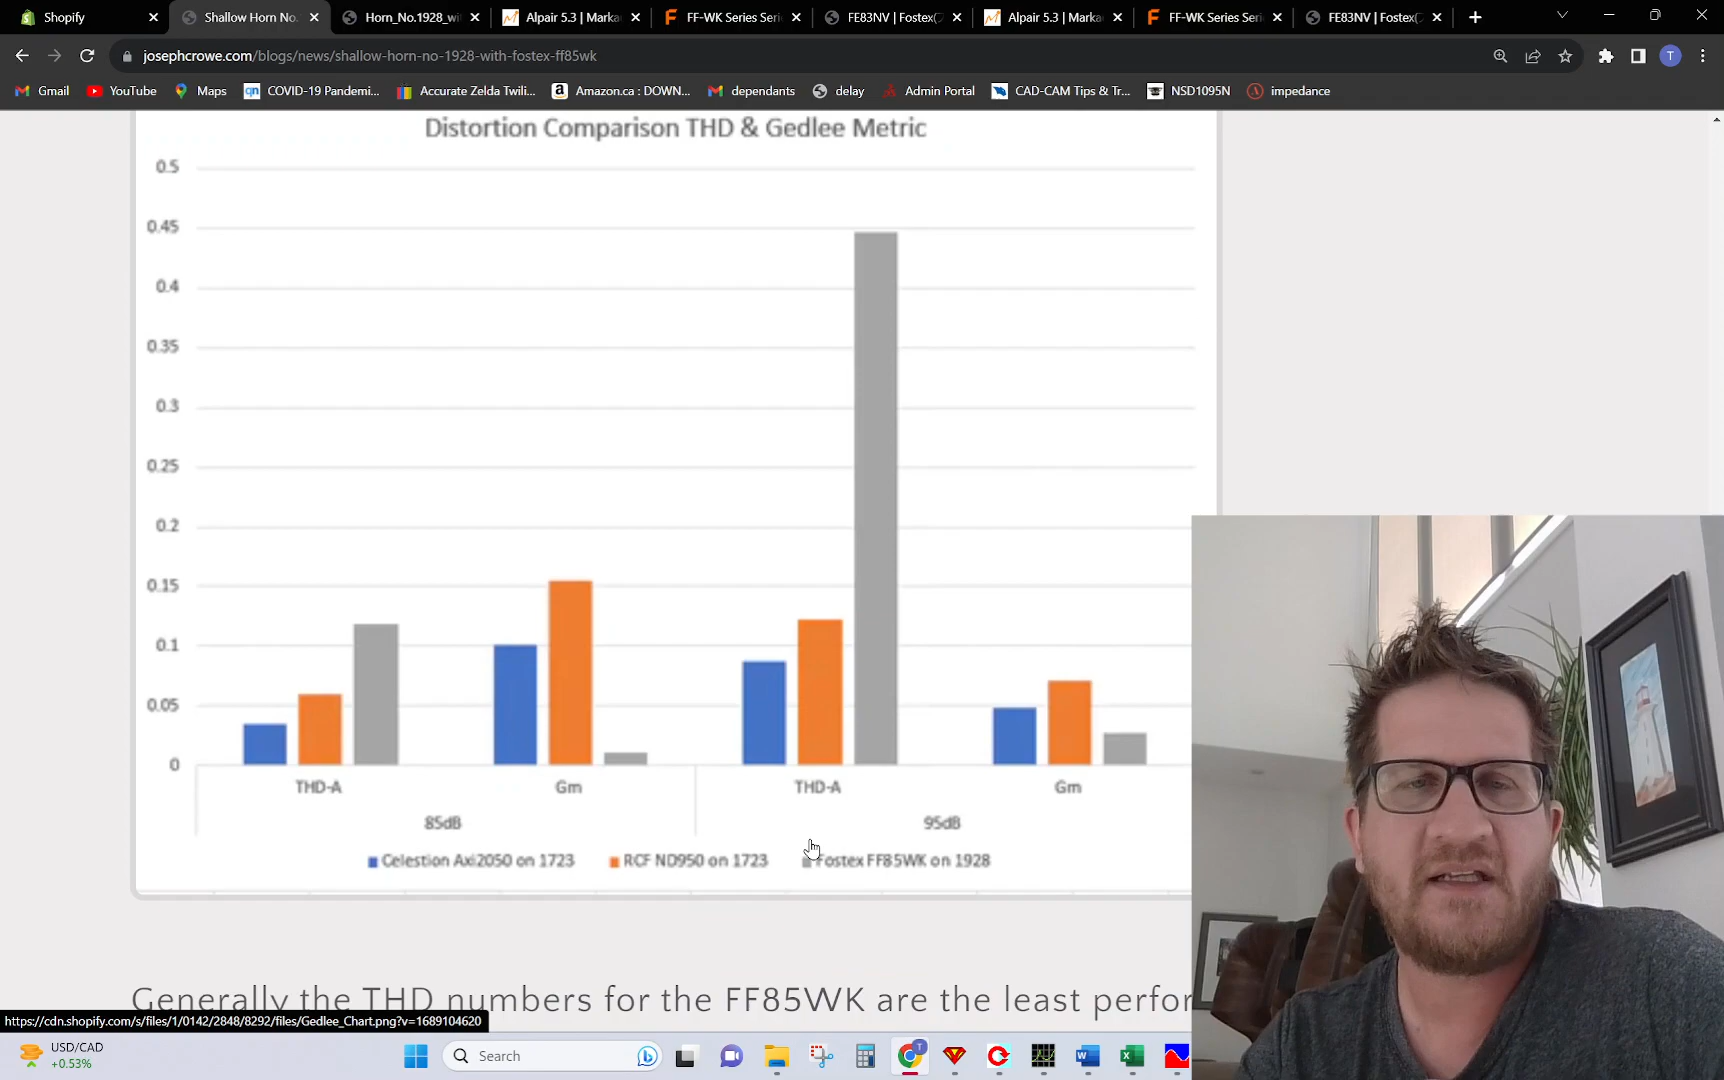 Shopify
Shallow Horn No.
Horn_No.1928_wi
Alpair 5.3 | Marka
FF-WK Series Seri
FE83NV | Fostex(フ
Alpair 5.3 | Marka
FF-WK Series Seri
FE83NV | Fostex(フ
josephcrowe.com/blogs/news/shallow-horn-no-1928-with-fostex-ff85wk
Gmail
YouTube
Maps
COVID-19 Pandemi...
Accurate Zelda Twili...
Amazon.ca : DOWN...
dependants
delay
Admin Portal
CAD-CAM Tips & Tr...
NSD1095N
impedance
Distortion Comparison THD & Gedlee Metric
0.5
0.45
0.4
0.35
0.3
0.25
0.2
0.15
0.1
0.05
0
THD-A Gm THD-A Gm
85dB 95dB
Celestion Axi2050 on 1723 RCF ND950 on 1723 Fostex FF85WK on 1928
Generally the THD numbers for the FF85WK are the least perfor
https://cdn.shopify.com/s/files/1/0142/2848/8292/files/Gedlee_Chart.png?v=1689104620
USD/CAD
+0.53%
Search